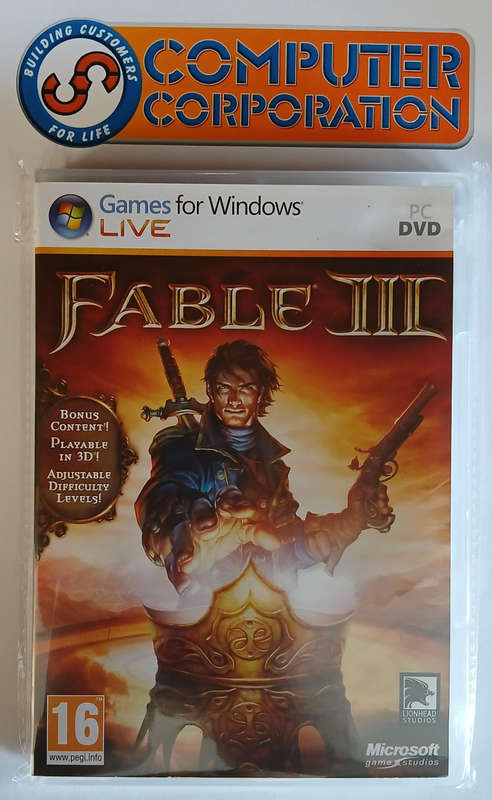 BUILDING CUSTOMERS
FOR LIFE
COMPUTER
CORPORATION
Games for Windows®
LIVE
PC
DVD
FABLE® III
BONUS
CONTENT†!
PLAYABLE
IN 3D†!
ADJUSTABLE
DIFFICULTY
LEVELS!
16
www.pegi.info
LIONHEAD
STUDIOS
Microsoft®
game studios